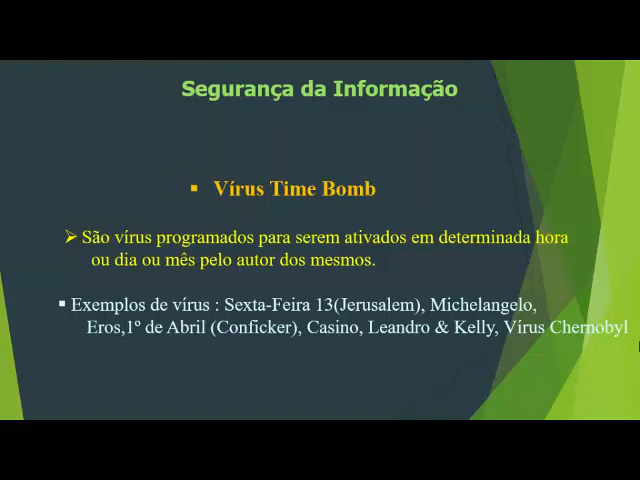 Segurança da Informação
▪ Vírus Time Bomb
➢ São vírus programados para serem ativados em determinada hora
ou dia ou mês pelo autor dos mesmos.
▪ Exemplos de vírus : Sexta-Feira 13(Jerusalem), Michelangelo,
Eros,1º de Abril (Conficker), Casino, Leandro & Kelly, Vírus Chernobyl